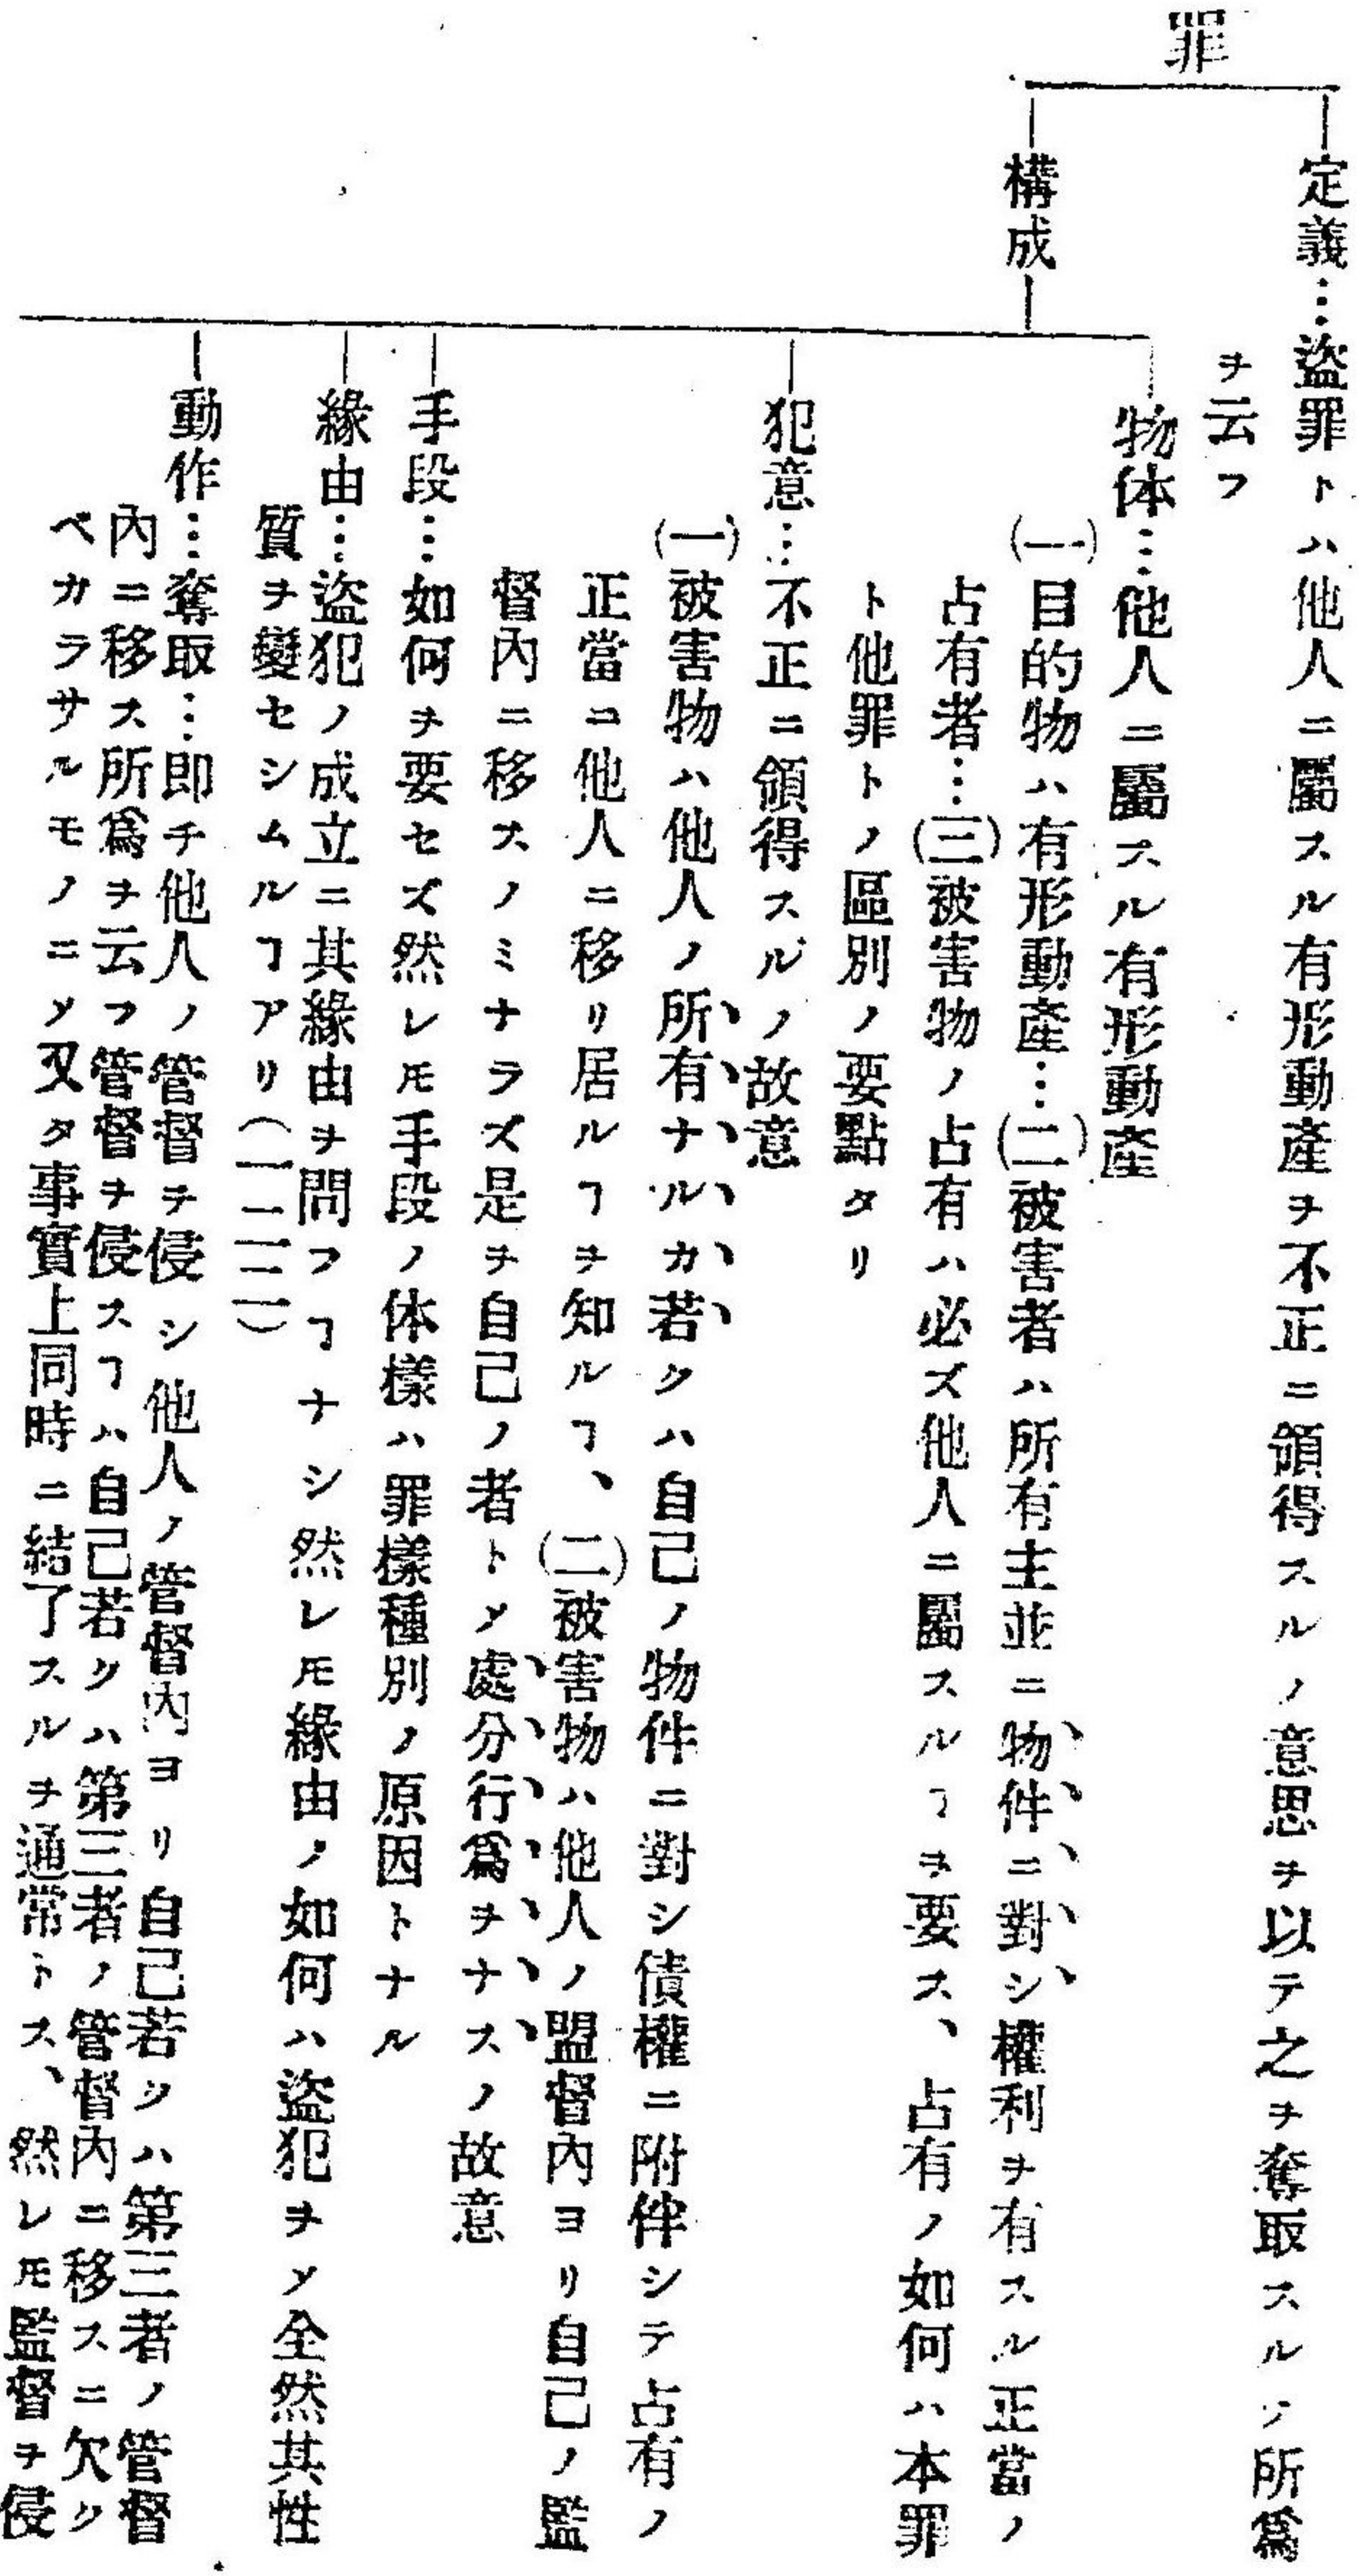 罪
定義…盜罪トハ他人ニ屬スル有形動產ヲ不正ニ領得スルノ意思ヲ以テ之ヲ奪取スルノ所爲
ヲ云フ
構成
物体…他人ニ屬スル有形動產
(一)目的物ハ有形動產…(二)被害者ハ所有主並ニ物件ニ對シ權利ヲ有スル正當ノ
占有者…(三)被害物ノ占有ハ必ズ他人ニ屬スルヿヲ要ス、占有ノ如何ハ本罪
ト他罪トノ區別ノ要點タリ
犯意…不正ニ領得スルノ故意
(一)被害物ハ他人ノ所有ナルカ若クハ自己ノ物件ニ對シ債權ニ附伴シテ占有ノ
正當ニ他人ニ移リ居ルヿヲ知ルヿ、(二)被害物ハ他人ノ盟督內ヨリ自己ノ監
督內ニ移スノミナラズ是ヲ自己ノ者トメ處分行爲ヲナスノ故意
手段…如何ヲ要セズ然レ𪜈手段ノ体樣ハ罪樣種別ノ原因トナル
緣由…盜犯ノ成立ニ其緣由ヲ問フヿナシ然レ𪜈緣由ノ如何ハ盜犯ヲメ全然其性
質ヲ變セシムルヿアリ(一二二一)
動作…奪取…即チ他人ノ管督ヲ侵シ他人ノ管督內ヨリ自己若クハ第三者ノ管督
內ニ移ス所爲ヲ云フ管督ヲ侵スヿハ自己若クハ第三者ノ管督內ニ移スニ欠ク
ベカラサルモノニメ又タ事實上同時ニ結了スルヲ通常トス、然レ𪜈監督ヲ侵